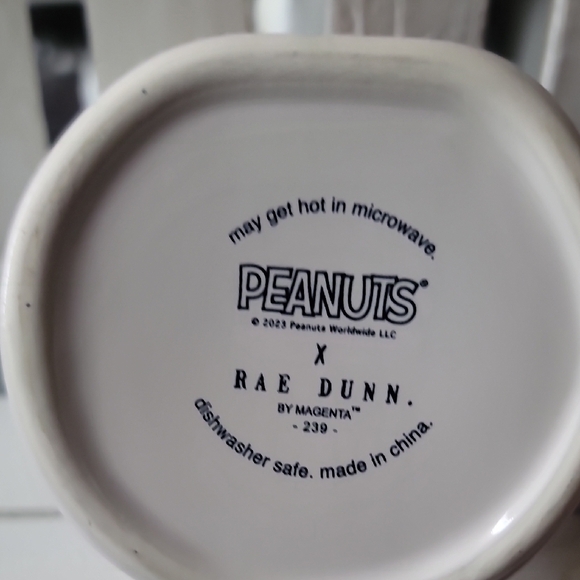 may get hot in microwave.
PEANUTS®
© 2023 Peanuts Worldwide LLC
X
RAE DUNN.
BY MAGENTA™
- 239 -
dishwasher safe. made in china.